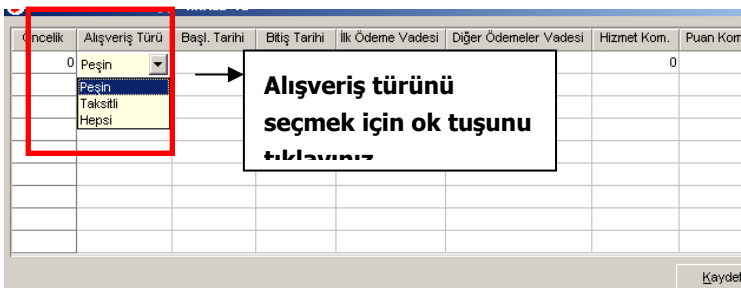 Öncelik Alışveriş Türü Başl. Tarihi Bitiş Tarihi İlk Ödeme Vadesi Diğer Ödemeler Vadesi Hizmet Kom. Puan Kom
0 Peşin 0
Peşin
Taksitli
Hepsi
Alışveriş türünü
seçmek için ok tuşunu
tıklayınız
Kaydet